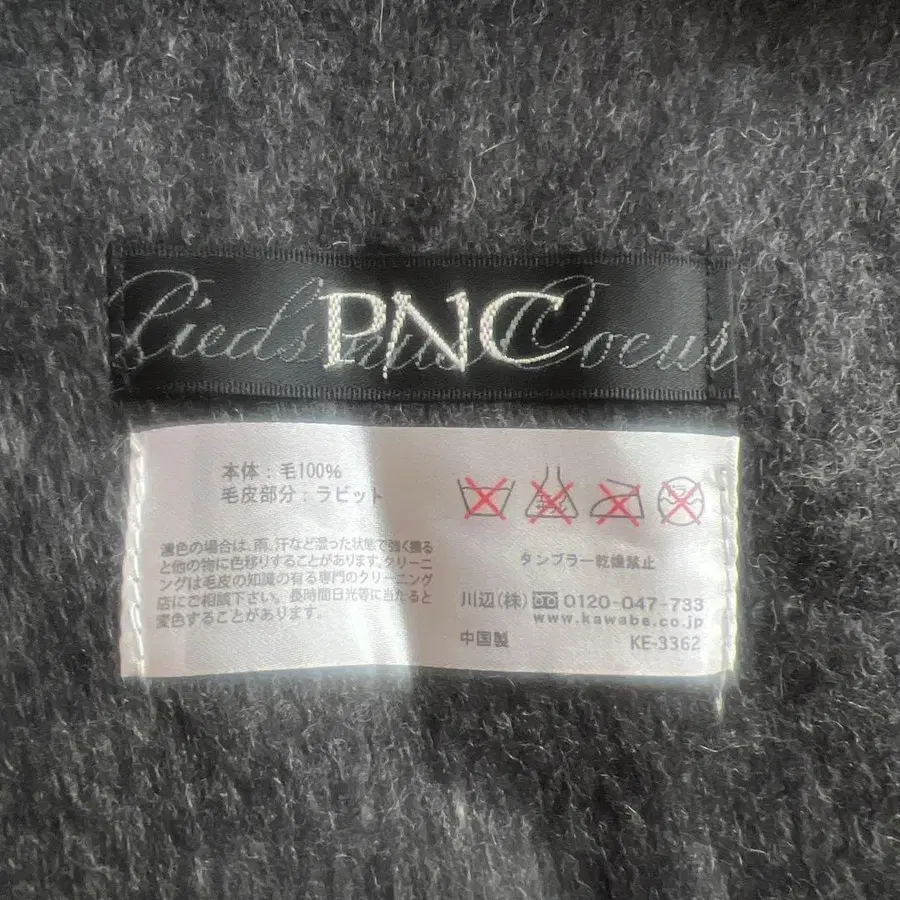 Pieds nus Coeur
PNC
本体：毛100%
毛皮部分：ラビット
濃色の場合は、雨、汗など湿った状態で強く擦る
と他の物に色移りすることがあります。クリーニ
ングは毛皮の知識の有る専門のクリーニング
店にご相談下さい。長時間日光等に当たると
変色することがあります。
タンブラー乾燥禁止
川辺(株) 0120-047-733
www.kawabe.co.jp
中国製 KE-3362